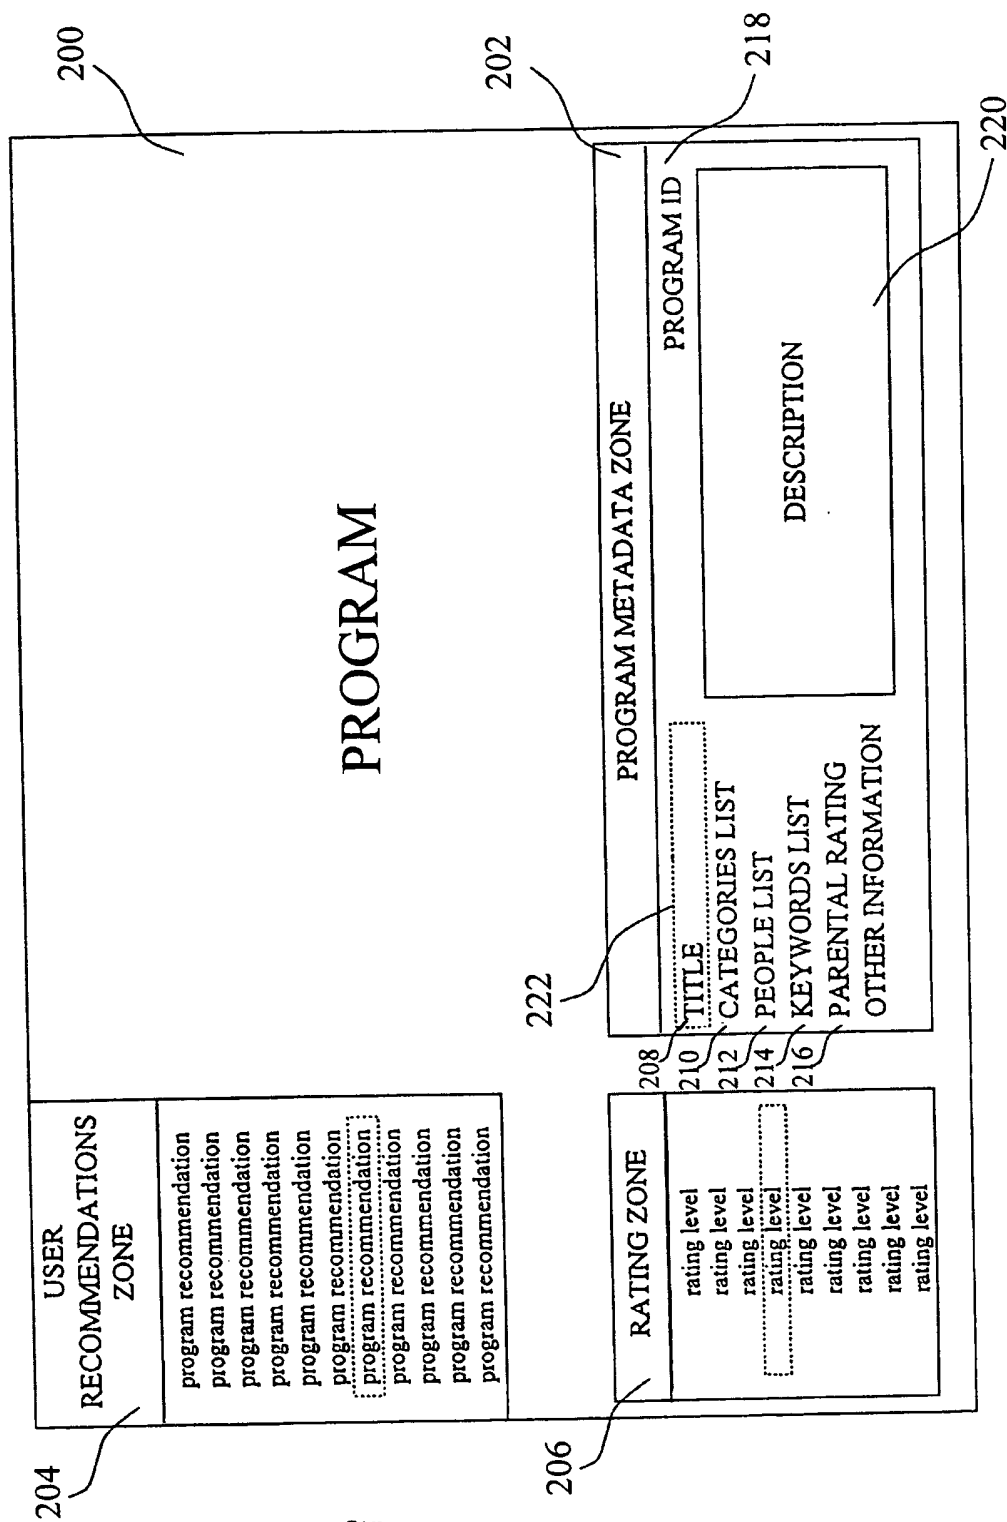 204
200
USER
RECOMMENDATIONS
ZONE
program recommendation
program recommendation
program recommendation
program recommendation
program recommendation
program recommendation
program recommendation
program recommendation
program recommendation
program recommendation
program recommendation
PROGRAM
206
222
202
RATING ZONE
rating level
rating level
rating level
rating level
rating level
rating level
rating level
rating level
rating level
PROGRAM METADATA ZONE
208 TITLE
210 CATEGORIES LIST
212 PEOPLE LIST
214 KEYWORDS LIST
216 PARENTAL RATING
OTHER INFORMATION
PROGRAM ID
218
DESCRIPTION
220